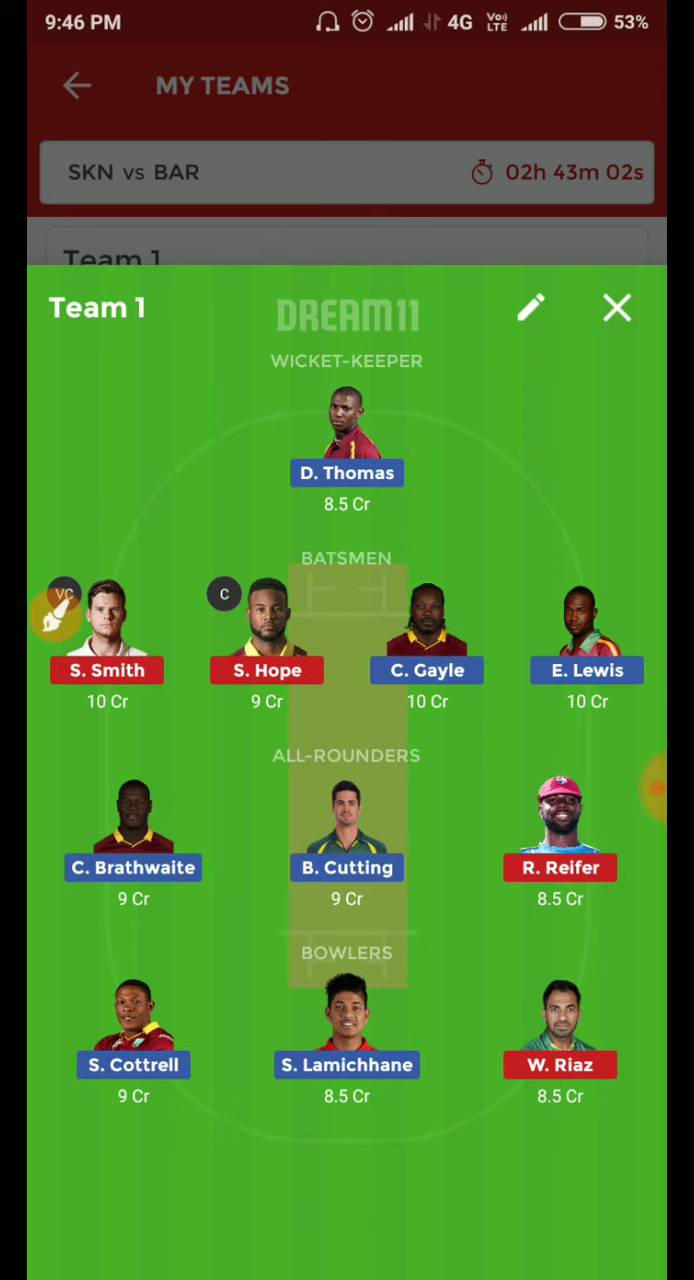 9:46 PM 4G Vo)) LTE 53%
MY TEAMS
SKN vs BAR 02h 43m 02s
Team 1
Team 1 DREAM11
WICKET-KEEPER
D. Thomas
8.5 Cr
BATSMEN
VC C
S. Smith S. Hope C. Gayle E. Lewis
10 Cr 9 Cr 10 Cr 10 Cr
ALL-ROUNDERS
C. Brathwaite B. Cutting R. Reifer
9 Cr 9 Cr 8.5 Cr
BOWLERS
S. Cottrell S. Lamichhane W. Riaz
9 Cr 8.5 Cr 8.5 Cr